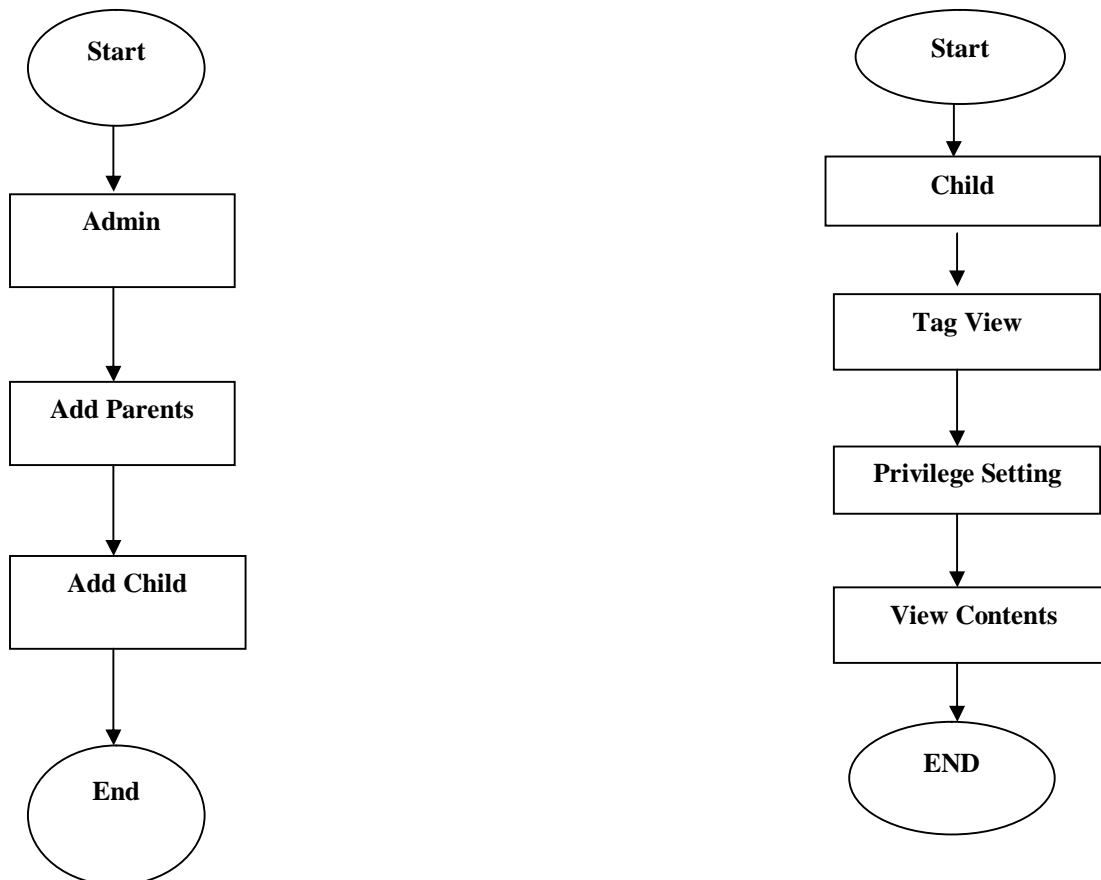 Start
Admin
Add Parents
Add Child
End
Start
Child
Tag View
Privilege Setting
View Contents
END